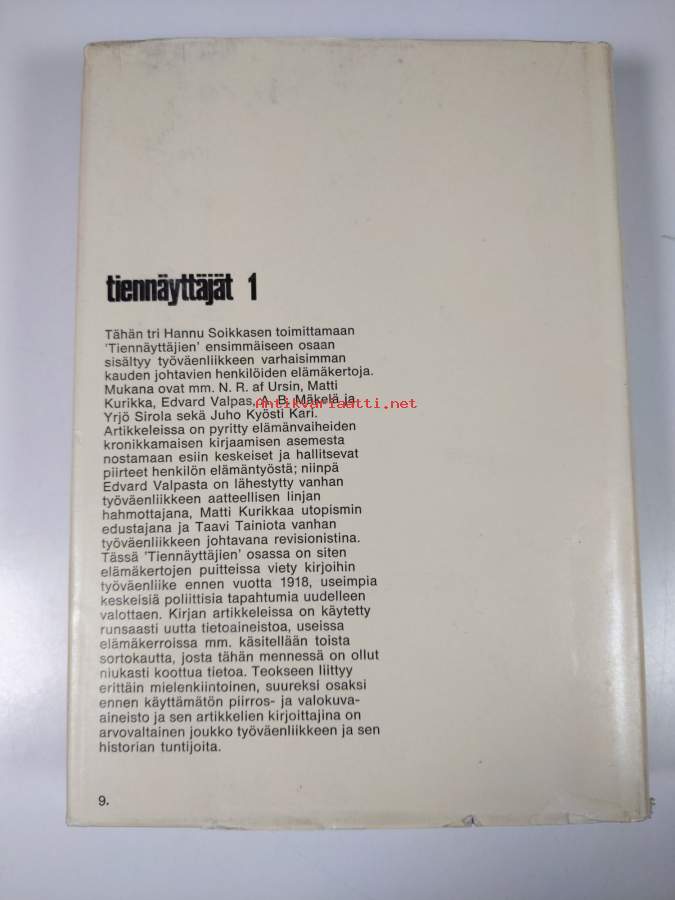 tiennäyttäjät 1
Tähän tri Hannu Soikkasen toimittamaan
'Tiennäyttäjien' ensimmäiseen osaan
sisältyy työväenliikkeen varhaisimman
kauden johtavien henkilöiden elämäkertoja.
Mukana ovat mm. N. R. af Ursin, Matti
Kurikka, Edvard Valpas, A. B. Mäkelä ja
Antikvariaatti.net
Yrjö Sirola sekä Juho Kyösti Kari.
Artikkeleissa on pyritty elämänvaiheiden
kronikkamaisen kirjaamisen asemesta
nostamaan esiin keskeiset ja hallitsevat
piirteet henkilön elämäntyöstä; niinpä
Edvard Valpasta on lähestytty vanhan
työväenliikkeen aatteellisen linjan
hahmottajana, Matti Kurikkaa utopismin
edustajana ja Taavi Tainiota vanhan
työväenliikkeen johtavana revisionistina.
Tässä 'Tiennäyttäjien' osassa on siten
elämäkertojen puitteissa viety kirjoihin
työväenliike ennen vuotta 1918, useimpia
keskeisiä poliittisia tapahtumia uudelleen
valottaen. Kirjan artikkeleissa on käytetty
runsaasti uutta tietoaineistoa, useissa
elämäkerroissa mm. käsitellään toista
sortokautta, josta tähän mennessä on ollut
niukasti koottua tietoa. Teokseen liittyy
erittäin mielenkiintoinen, suureksi osaksi
ennen käyttämätön piirros- ja valokuva-
aineisto ja sen artikkelien kirjoittajina on
arvovaltainen joukko työväenliikkeen ja sen
historian tuntijoita.
9.